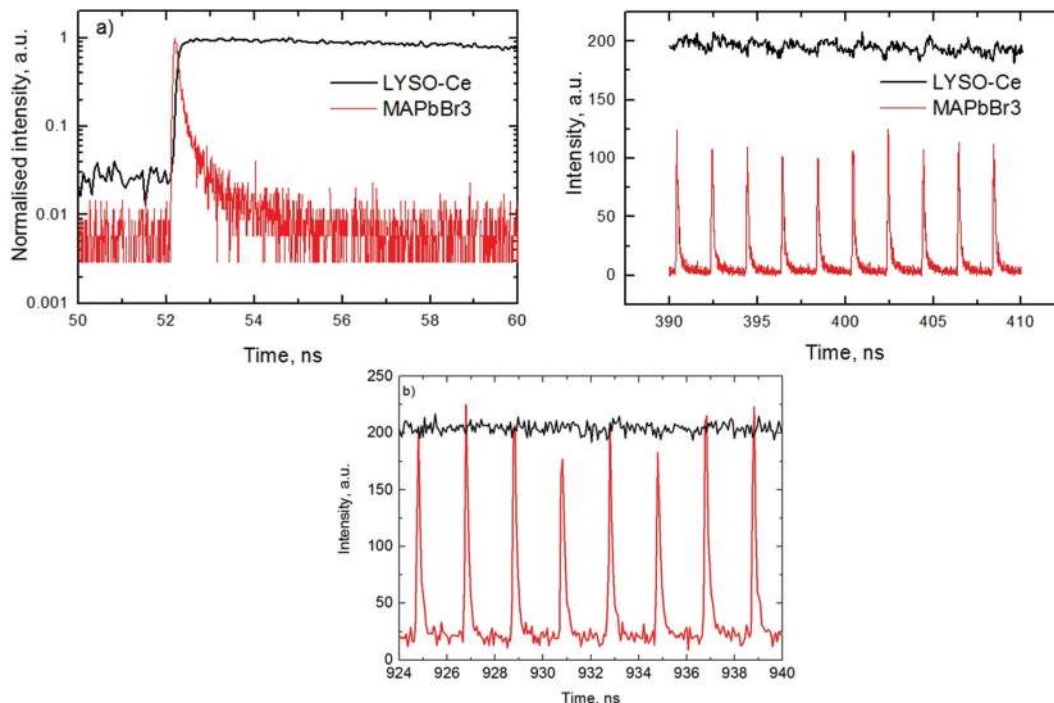 a)
1
0.1
0.01
0.001
Normalised intensity, a.u.
LYSO-Ce
MAPbBr3
50 52 54 56 58 60
Time, ns
200
150
100
50
0
Intensity, a.u.
LYSO-Ce
MAPbBr3
390 395 400 405 410
Time, ns
b)
250
200
150
100
50
0
Intensity, a.u.
924 926 928 930 932 934 936 938 940
Time, ns